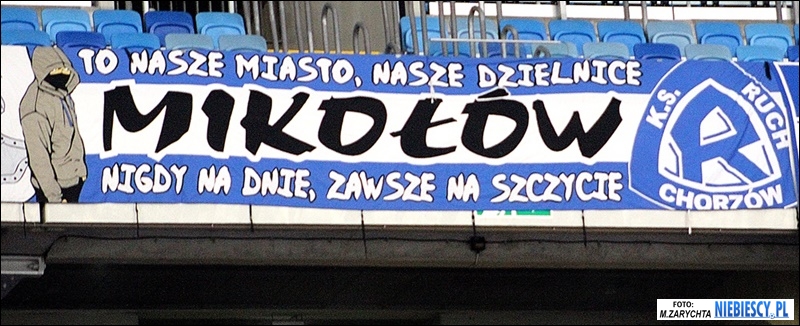 TO NASZE MIASTO, NASZE DZIELNICE
MIKOŁÓW
NIGDY NA DNIE, ZAWSZE NA SZCZYCIE
K.S. RUCH
R
CHORZÓW
FOTO:
M.ZARYCHTA
NIEBIESCY.PL